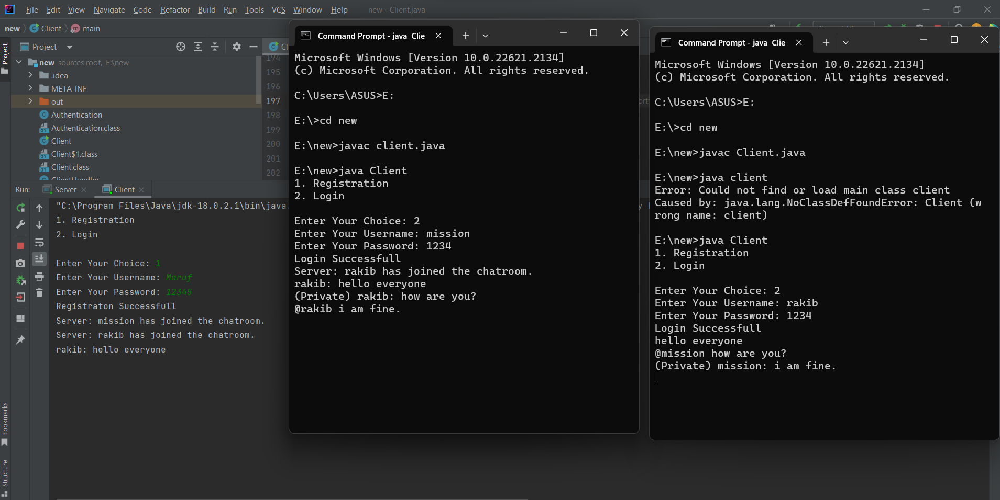 File Edit View Navigate Code Refactor Build Run Tools VCS Window Help new - Client.java
new Client main
Project
Project
new sources root, E:\new
.idea
META-INF
out
Authentication
Authentication.class
Client
Client$1.class
Client.class
ClientHandler
194
195
196
197
198
199
200
201
202
Run: Server Client
"C:\Program Files\Java\jdk-18.0.2.1\bin\java.
1. Registration
2. Login
Enter Your Choice: 1
Enter Your Username: Maruf
Enter Your Password: 12345
Registraton Successfull
Server: mission has joined the chatroom.
Server: rakib has joined the chatroom.
rakib: hello everyone
Bookmarks
Structure
Command Prompt - java Clie
Microsoft Windows [Version 10.0.22621.2134]
(c) Microsoft Corporation. All rights reserved.
C:\Users\ASUS>E:
E:\>cd new
E:\new>javac client.java
E:\new>java Client
1. Registration
2. Login
Enter Your Choice: 2
Enter Your Username: mission
Enter Your Password: 1234
Login Successfull
Server: rakib has joined the chatroom.
rakib: hello everyone
(Private) rakib: how are you?
@rakib i am fine.
Command Prompt - java Clie
Microsoft Windows [Version 10.0.22621.2134]
(c) Microsoft Corporation. All rights reserved.
C:\Users\ASUS>E:
E:\>cd new
E:\new>javac Client.java
E:\new>java client
Error: Could not find or load main class client
Caused by: java.lang.NoClassDefFoundError: Client (w
rong name: client)
E:\new>java Client
1. Registration
2. Login
Enter Your Choice: 2
Enter Your Username: rakib
Enter Your Password: 1234
Login Successfull
hello everyone
@mission how are you?
(Private) mission: i am fine.